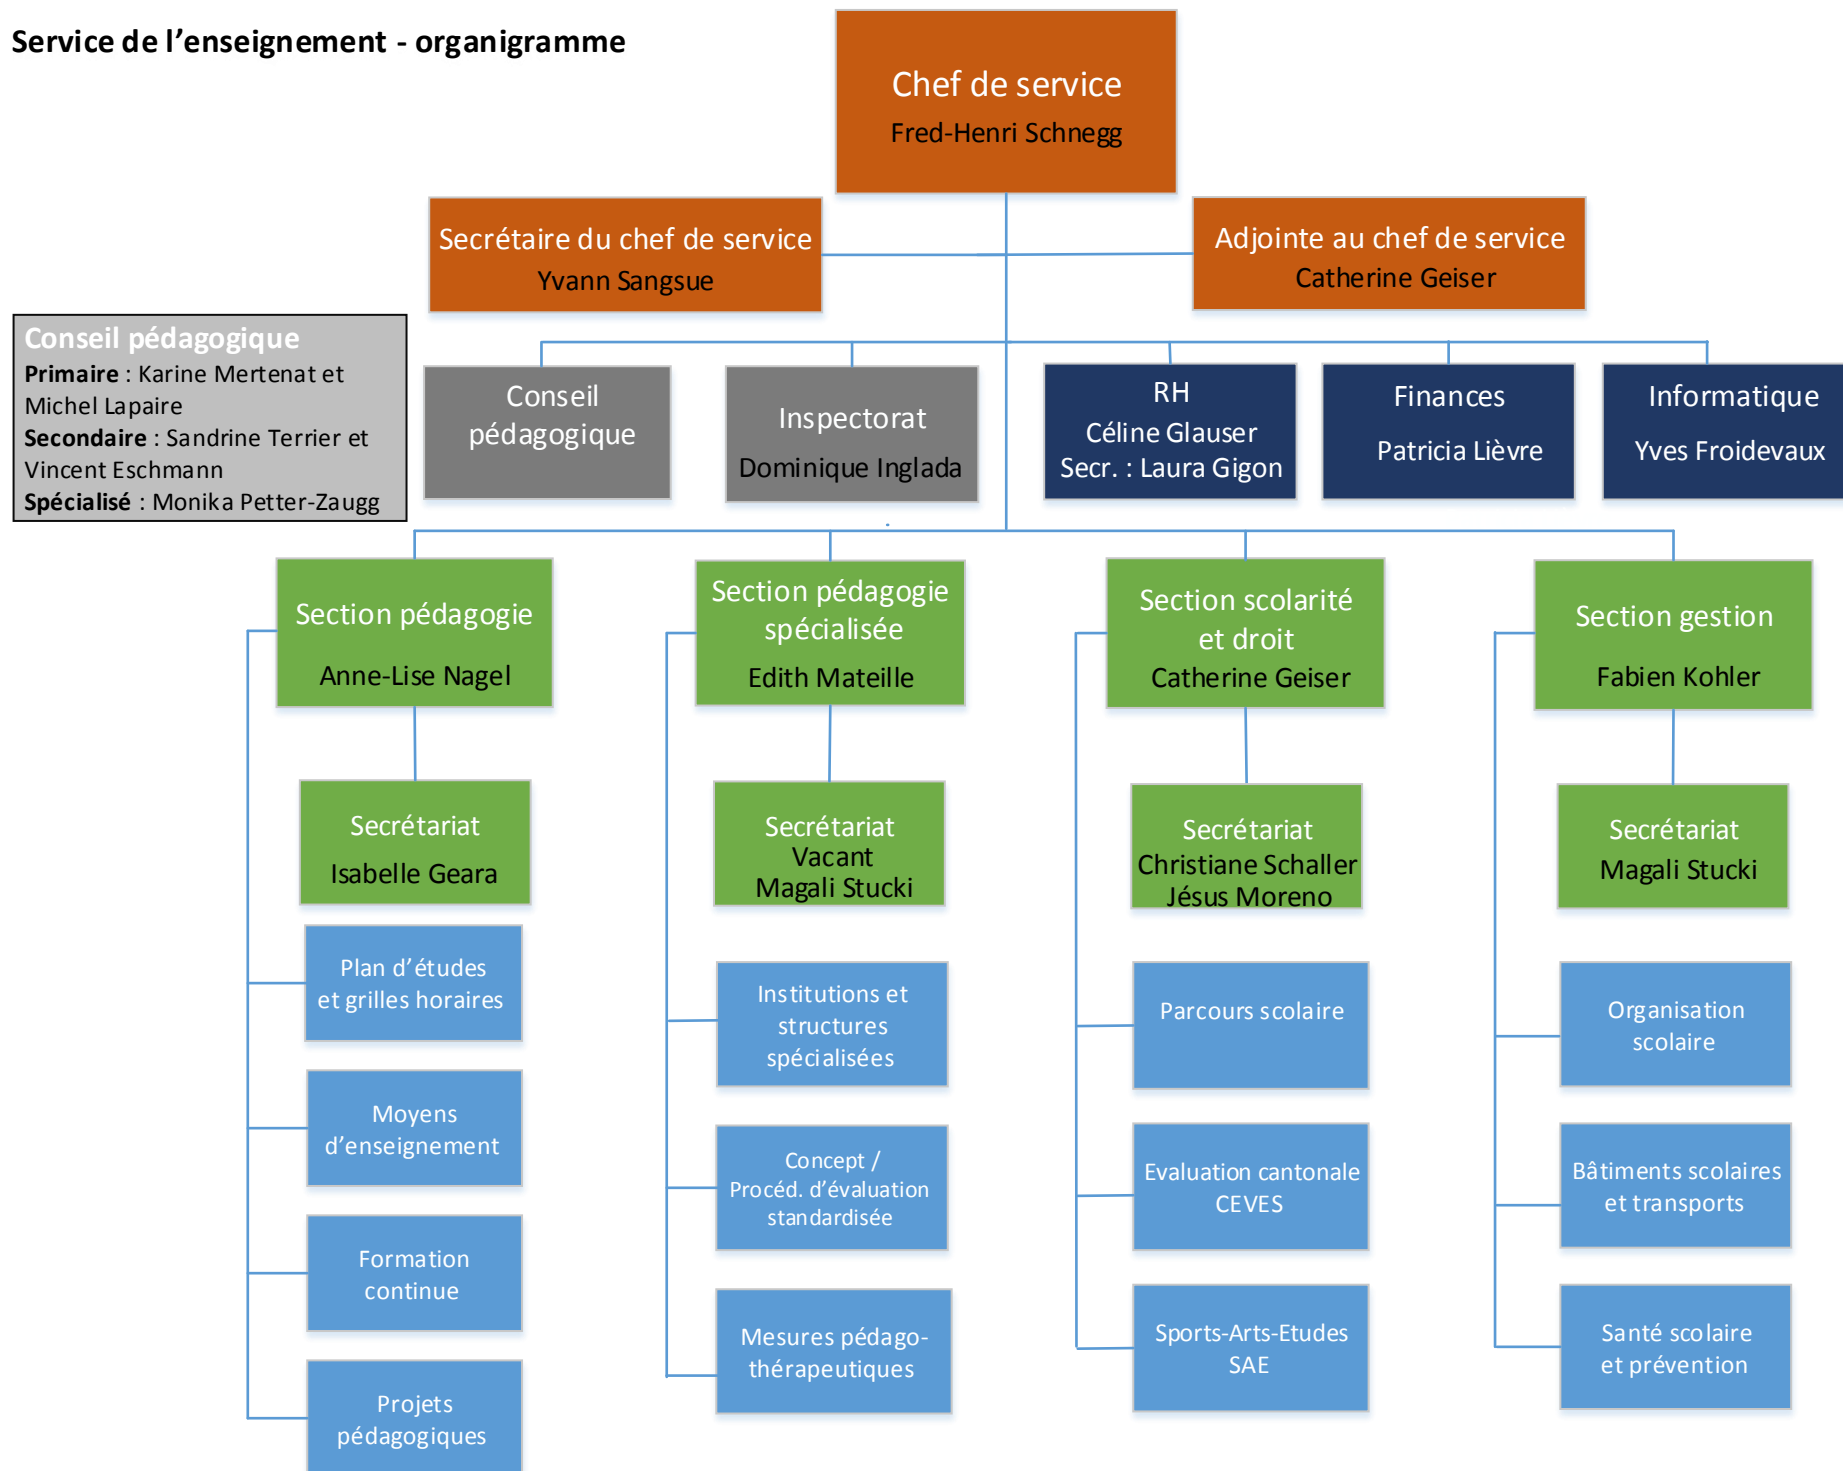 Service de l'enseignement - organigramme
Chef de service
Fred-Henri Schnegg
Secrétaire du chef de service
Yvann Sangsue
Adjointe au chef de service
Catherine Geiser
Conseil pédagogique
Primaire : Karine Mertenat et
Michel Lapaire
Secondaire : Sandrine Terrier et
Vincent Eschmann
Spécialisé : Monika Petter-Zaugg
Conseil
pédagogique
Inspectorat
Dominique Inglada
RH
Céline Glauser
Secr. : Laura Gigon
Finances
Patricia Lièvre
Informatique
Yves Froidevaux
Section pédagogie
Anne-Lise Nagel
Section pédagogie
spécialisée
Edith Mateille
Section scolarité
et droit
Catherine Geiser
Section gestion
Fabien Kohler
Secrétariat
Isabelle Geara
Secrétariat
Vacant
Magali Stucki
Secrétariat
Christiane Schaller
Jésus Moreno
Secrétariat
Magali Stucki
Plan d'études
et grilles horaires
Institutions et
structures
spécialisées
Parcours scolaire
Organisation
scolaire
Moyens
d'enseignement
Concept /
Procéd. d'évaluation
standardisée
Evaluation cantonale
CEVES
Bâtiments scolaires
et transports
Formation
continue
Mesures pédago-
thérapeutiques
Sports-Arts-Etudes
SAE
Santé scolaire
et prévention
Projets
pédagogiques